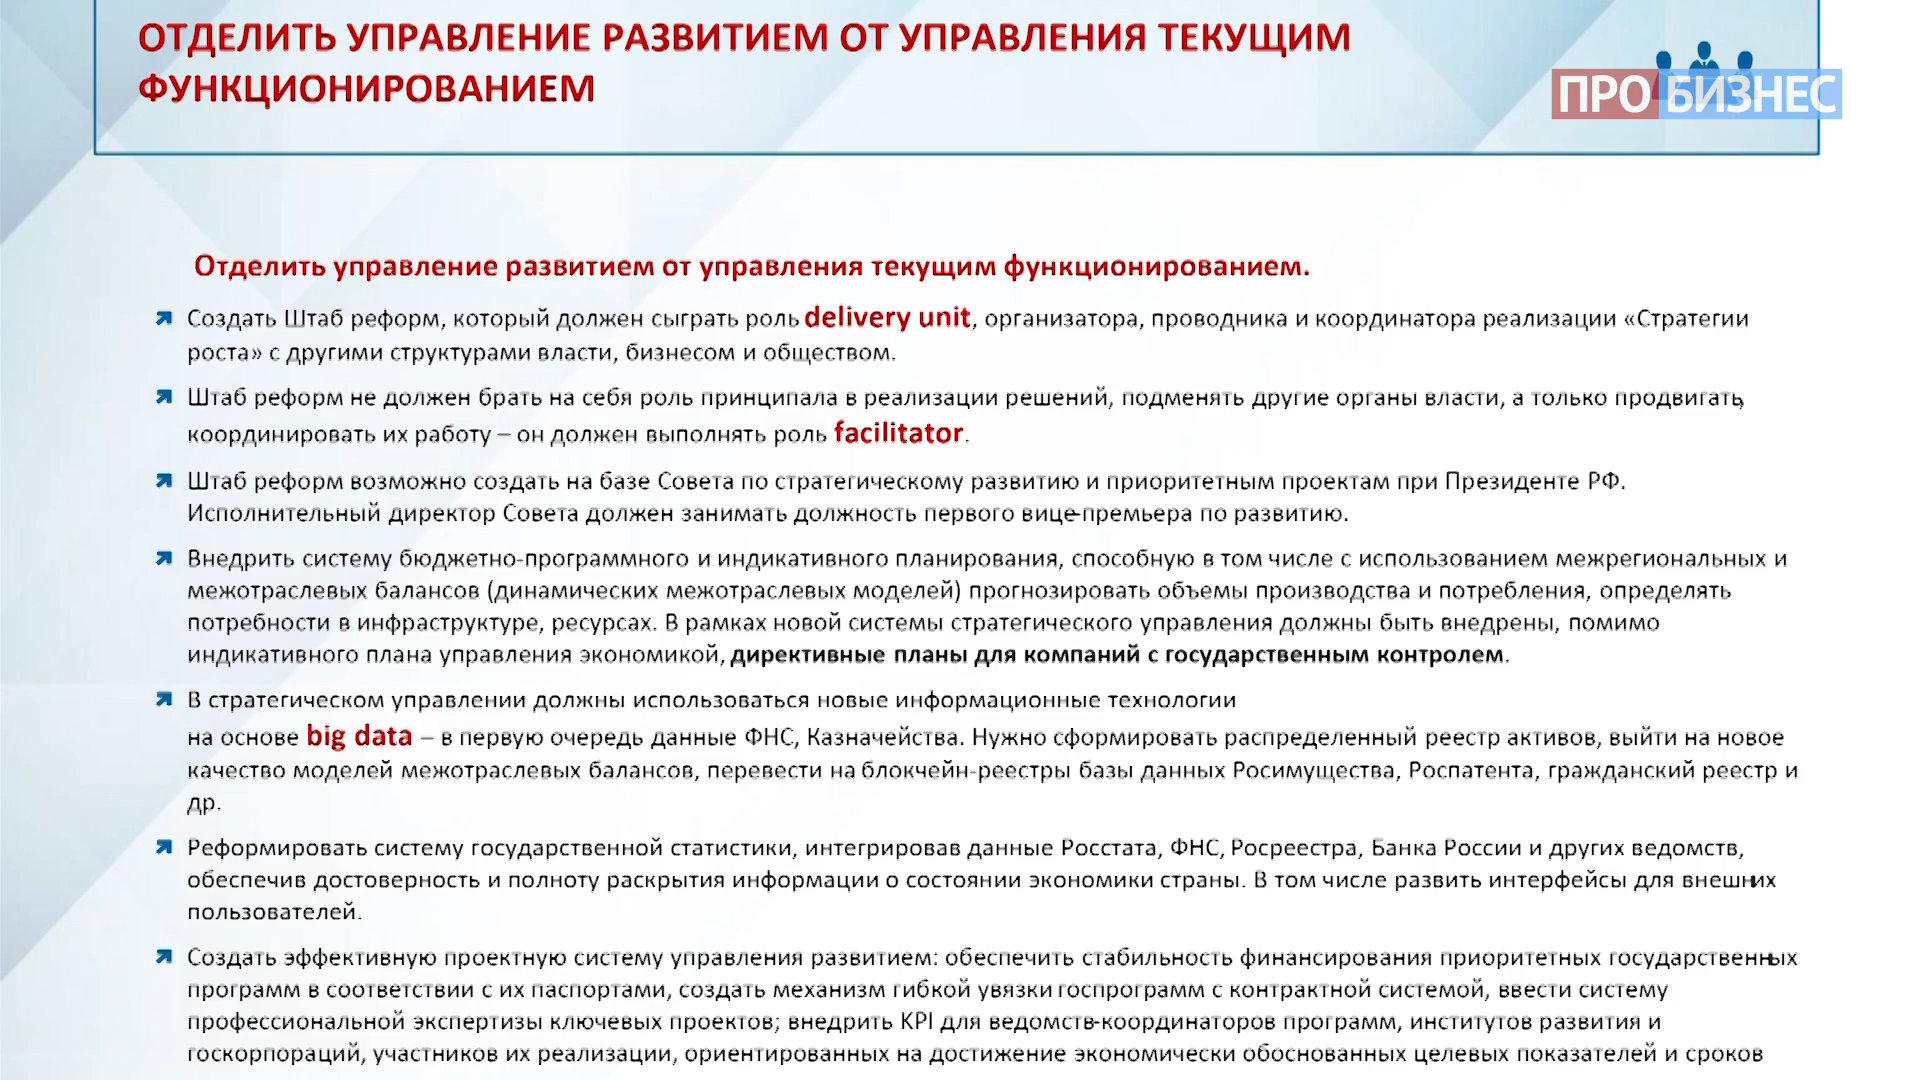 ОТДЕЛИТЬ УПРАВЛЕНИЕ РАЗВИТИЕМ ОТ УПРАВЛЕНИЯ ТЕКУЩИМ
ФУНКЦИОНИРОВАНИЕМ
ПРО БИЗНЕС
Отделить управление развитием от управления текущим функционированием.
Создать Штаб реформ, который должен сыграть роль delivery unit, организатора, проводника и координатора реализации «Стратегии
роста» с другими структурами власти, бизнесом и обществом.
Штаб реформ не должен брать на себя роль принципала в реализации решений, подменять другие органы власти, а только продвигать,
координировать их работу – он должен выполнять роль facilitator.
Штаб реформ возможно создать на базе Совета по стратегическому развитию и приоритетным проектам при Президенте РФ.
Исполнительный директор Совета должен занимать должность первого вице-премьера по развитию.
Внедрить систему бюджетно-программного и индикативного планирования, способную в том числе с использованием межрегиональных и
межотраслевых балансов (динамических межотраслевых моделей) прогнозировать объемы производства и потребления, определять
потребности в инфраструктуре, ресурсах. В рамках новой системы стратегического управления должны быть внедрены, помимо
индикативного плана управления экономикой, директивные планы для компаний с государственным контролем.
В стратегическом управлении должны использоваться новые информационные технологии
на основе big data – в первую очередь данные ФНС, Казначейства. Нужно сформировать распределенный реестр активов, выйти на новое
качество моделей межотраслевых балансов, перевести на блокчейн-реестры базы данных Росимущества, Роспатента, гражданский реестр и
др.
Реформировать систему государственной статистики, интегрировав данные Росстата, ФНС, Росреестра, Банка России и других ведомств,
обеспечив достоверность и полноту раскрытия информации о состоянии экономики страны. В том числе развить интерфейсы для внешних
пользователей.
Создать эффективную проектную систему управления развитием: обеспечить стабильность финансирования приоритетных государственных
программ в соответствии с их паспортами, создать механизм гибкой увязки госпрограмм с контрактной системой, ввести систему
профессиональной экспертизы ключевых проектов; внедрить KPI для ведомств-координаторов программ, институтов развития и
госкорпораций, участников их реализации, ориентированных на достижение экономически обоснованных целевых показателей и сроков